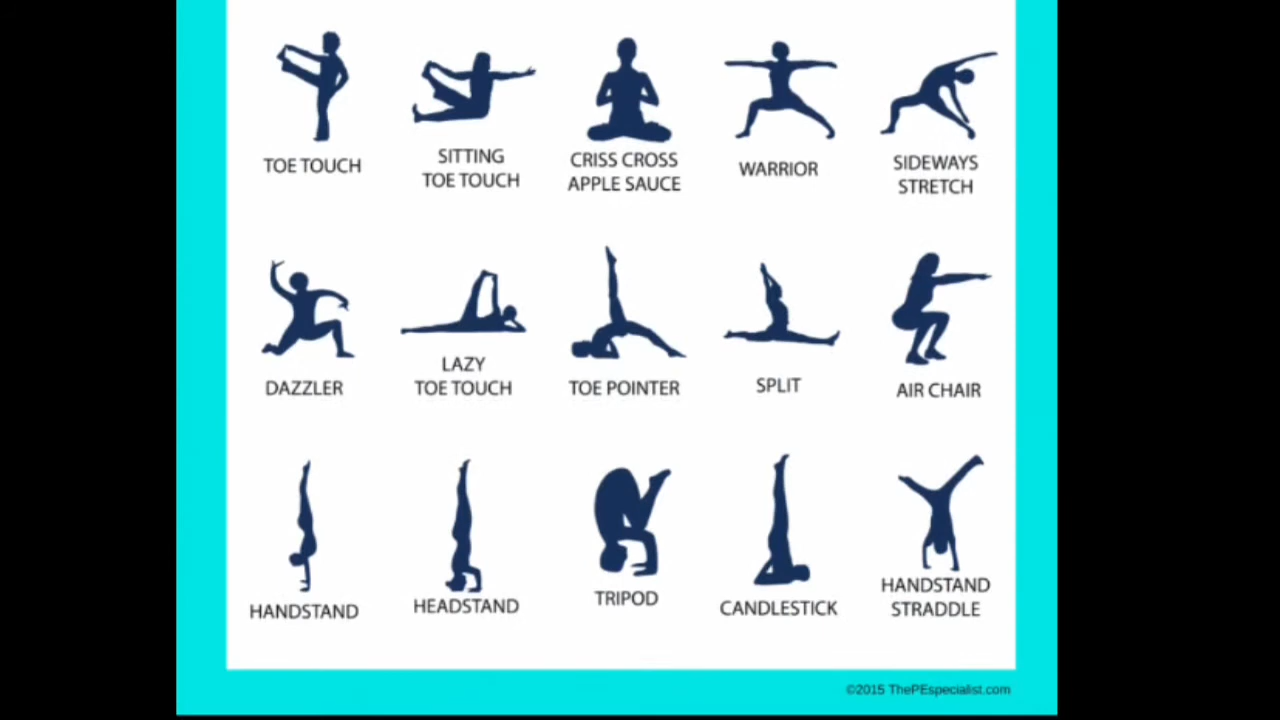 TOE TOUCH
SITTING
TOE TOUCH
CRISS CROSS
APPLE SAUCE
WARRIOR
SIDEWAYS
STRETCH
DAZZLER
LAZY
TOE TOUCH
TOE POINTER
SPLIT
AIR CHAIR
HANDSTAND
HEADSTAND
TRIPOD
CANDLESTICK
HANDSTAND
STRADDLE
©2015 ThePEspecialist.com